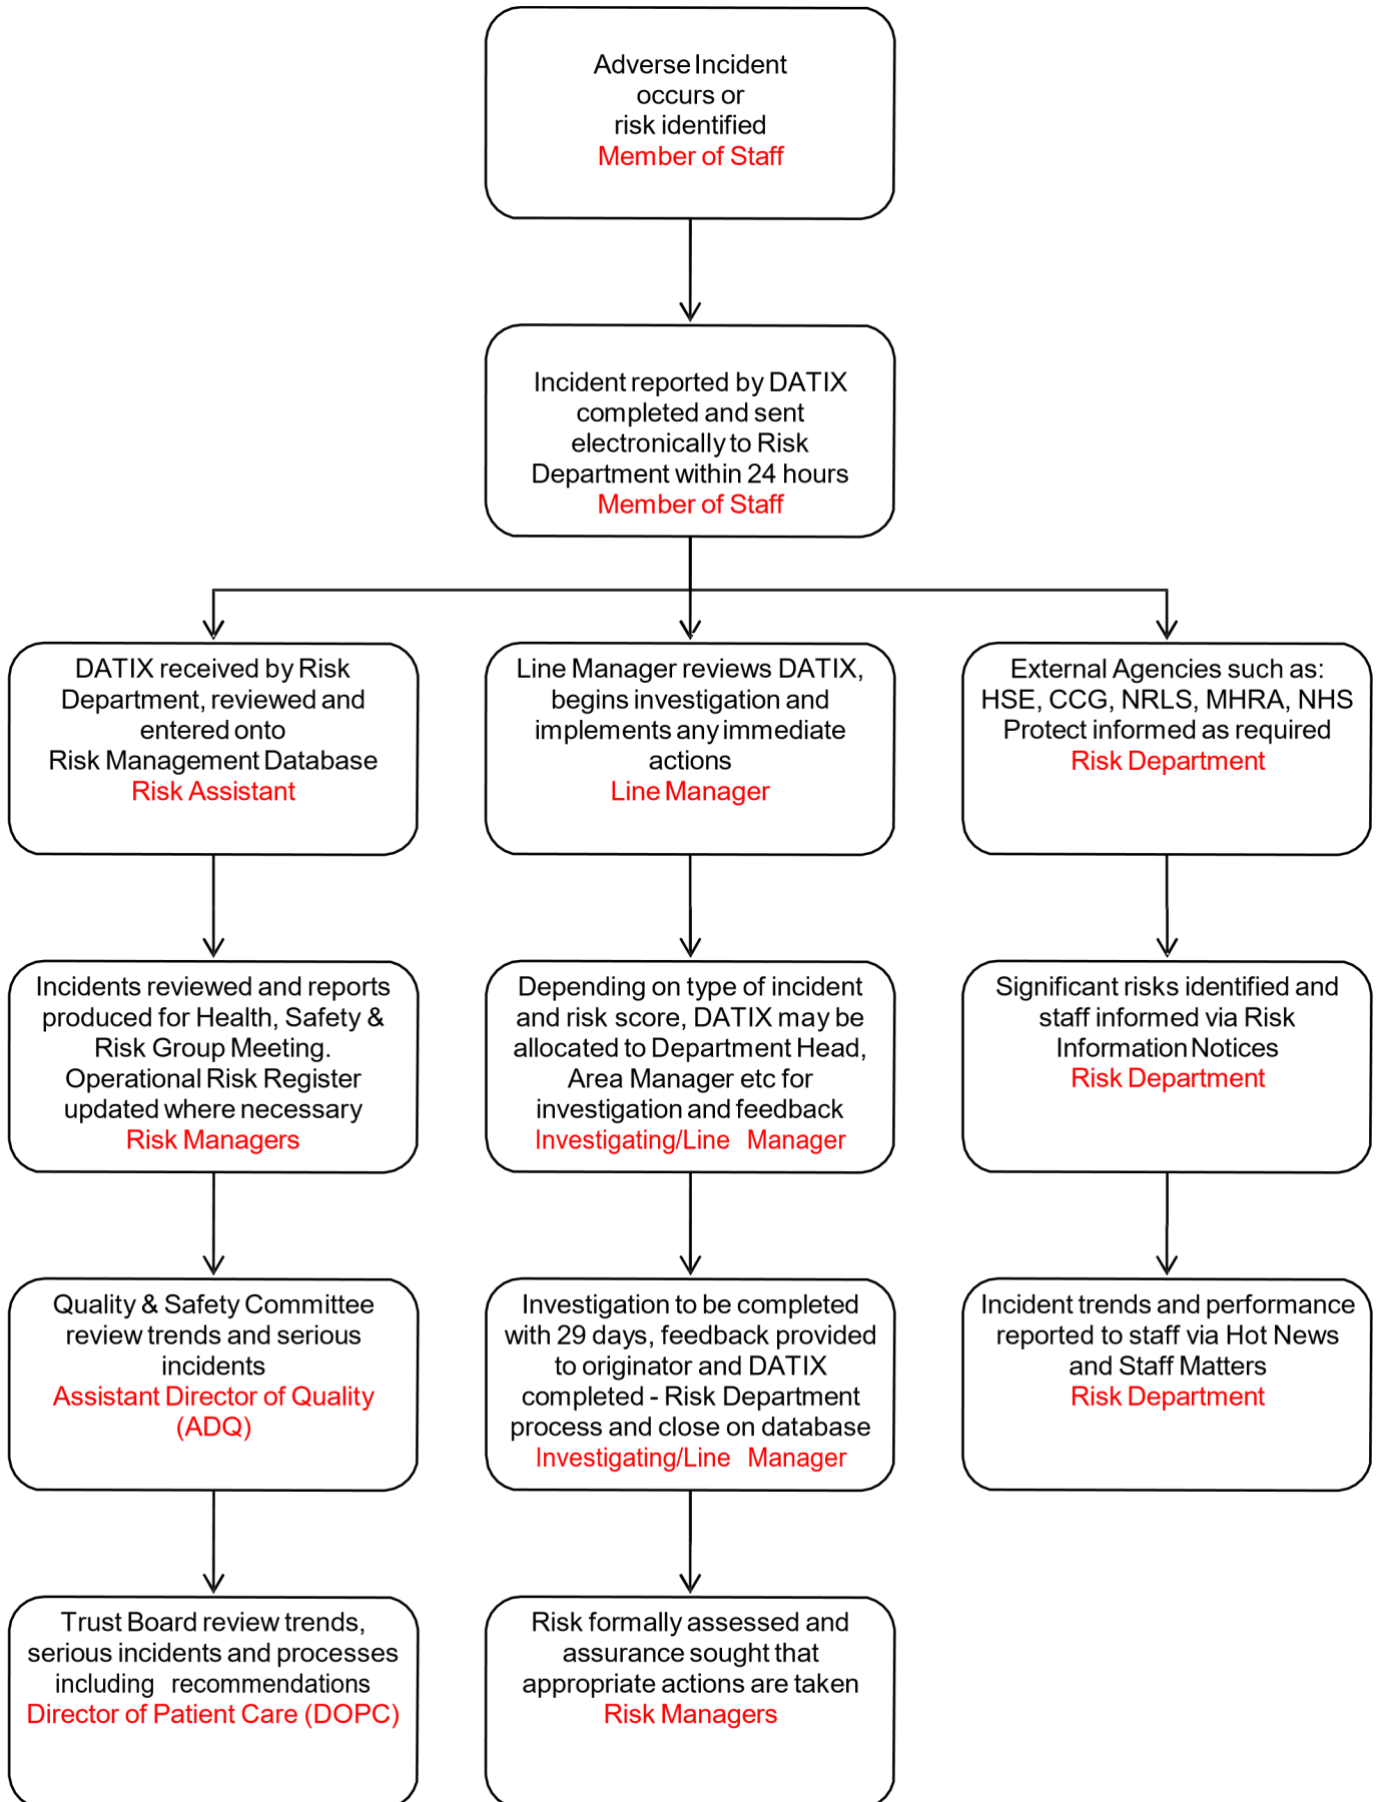 Adverse Incident
occurs or
risk identified
Member of Staff
Incident reported by DATIX
completed and sent
electronically to Risk
Department within 24 hours
Member of Staff
DATIX received by Risk
Department, reviewed and
entered onto
Risk Management Database
Risk Assistant
Line Manager reviews DATIX,
begins investigation and
implements any immediate
actions
Line Manager
External Agencies such as:
HSE, CCG, NRLS, MHRA, NHS
Protect informed as required
Risk Department
Incidents reviewed and reports
produced for Health, Safety &
Risk Group Meeting.
Operational Risk Register
updated where necessary
Risk Managers
Depending on type of incident
and risk score, DATIX may be
allocated to Department Head,
Area Manager etc for
investigation and feedback
Investigating/Line Manager
Significant risks identified and
staff informed via Risk
Information Notices
Risk Department
Quality & Safety Committee
review trends and serious
incidents
Assistant Director of Quality
(ADQ)
Investigation to be completed
with 29 days, feedback provided
to originator and DATIX
completed - Risk Department
process and close on database
Investigating/Line Manager
Incident trends and performance
reported to staff via Hot News
and Staff Matters
Risk Department
Trust Board review trends,
serious incidents and processes
including recommendations
Director of Patient Care (DOPC)
Risk formally assessed and
assurance sought that
appropriate actions are taken
Risk Managers